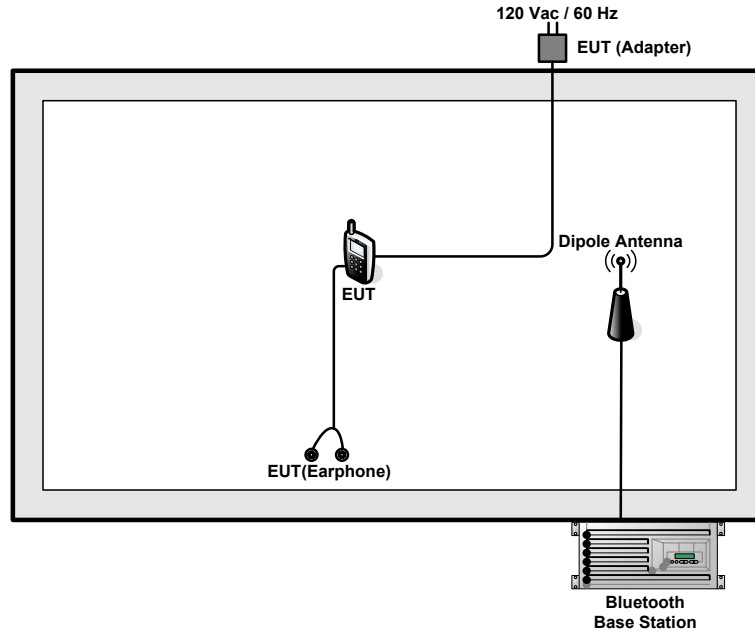 120 Vac / 60 Hz
EUT (Adapter)
Dipole Antenna
EUT
EUT(Earphone)
Bluetooth
Base Station